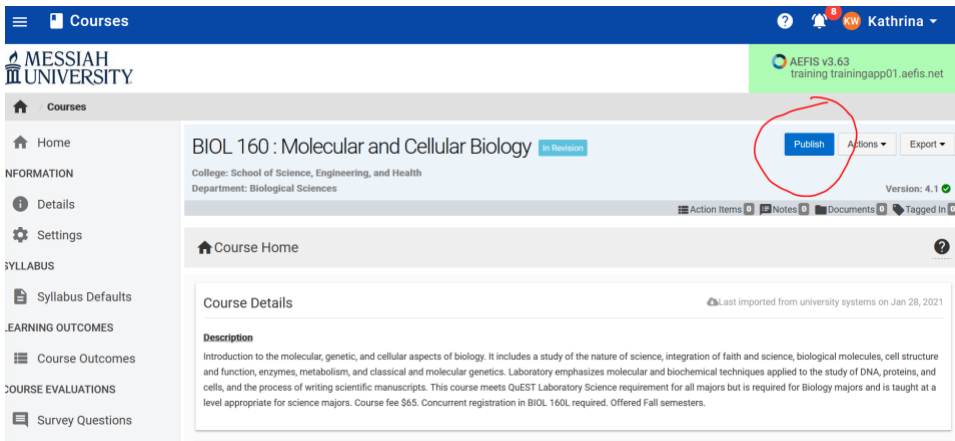 Courses
8
KW Kathrina
MESSIAH
UNIVERSITY
AEFIS v3.63
training trainingapp01.aefis.net
/ Courses
Home
NFORMATION
Details
Settings
SYLLABUS
Syllabus Defaults
LEARNING OUTCOMES
Course Outcomes
COURSE EVALUATIONS
Survey Questions
BIOL 160 : Molecular and Cellular Biology In Revision
Publish Actions Export
College: School of Science, Engineering, and Health
Department: Biological Sciences
Version: 4.1
Action Items 0 Notes 0 Documents 0 Tagged In 0
Course Home
Course Details
Last imported from university systems on Jan 28, 2021
Description
Introduction to the molecular, genetic, and cellular aspects of biology. It includes a study of the nature of science, integration of faith and science, biological molecules, cell structure
and function, enzymes, metabolism, and classical and molecular genetics. Laboratory emphasizes molecular and biochemical techniques applied to the study of DNA, proteins, and
cells, and the process of writing scientific manuscripts. This course meets QuEST Laboratory Science requirement for all majors but is required for Biology majors and is taught at a
level appropriate for science majors. Course fee $65. Concurrent registration in BIOL 160L required. Offered Fall semesters.